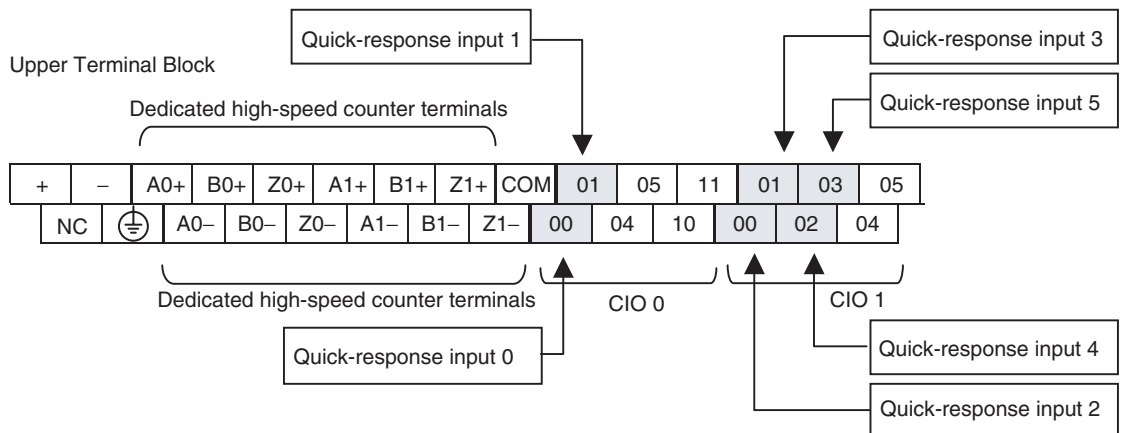 Quick-response input 1
Quick-response input 3
Upper Terminal Block
Quick-response input 5
Dedicated high-speed counter terminals
+ – A0+ B0+ Z0+ A1+ B1+ Z1+ COM 01 05 11 01 03 05
NC A0– B0– Z0– A1– B1– Z1– 00 04 10 00 02 04
Dedicated high-speed counter terminals
CIO 0
CIO 1
Quick-response input 0
Quick-response input 4
Quick-response input 2